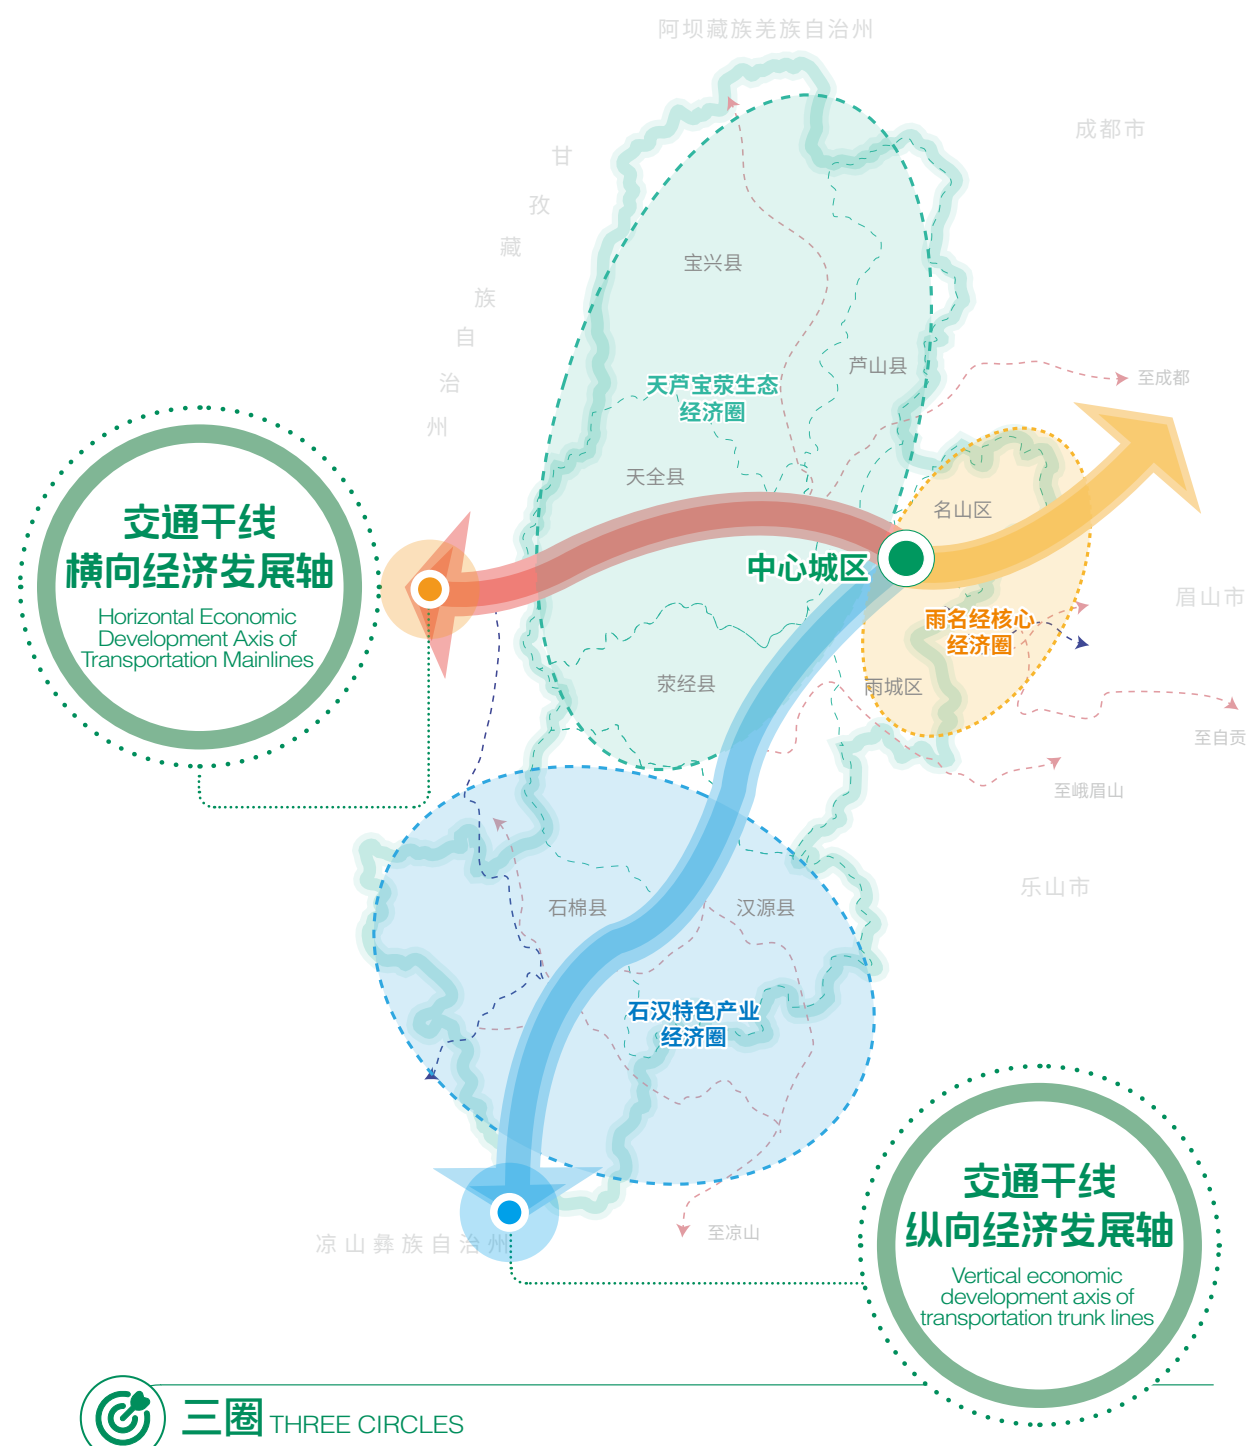 阿坝藏族羌族自治州
成都市
甘
孜
藏
族
自
治
州
宝兴县
芦山县
至成都
天芦宝荥生态
经济圈
天全县
名山区
交通干线
横向经济发展轴
Horizontal Economic
Development Axis of
Transportation Mainlines
中心城区
眉山市
雨名经核心
经济圈
荥经县
雨城区
至自贡
至峨眉山
乐山市
石棉县
汉源县
石汉特色产业
经济圈
交通干线
纵向经济发展轴
Vertical economic
development axis of
transportation trunk lines
至凉山
凉山彝族自治州
三圈 THREE CIRCLES